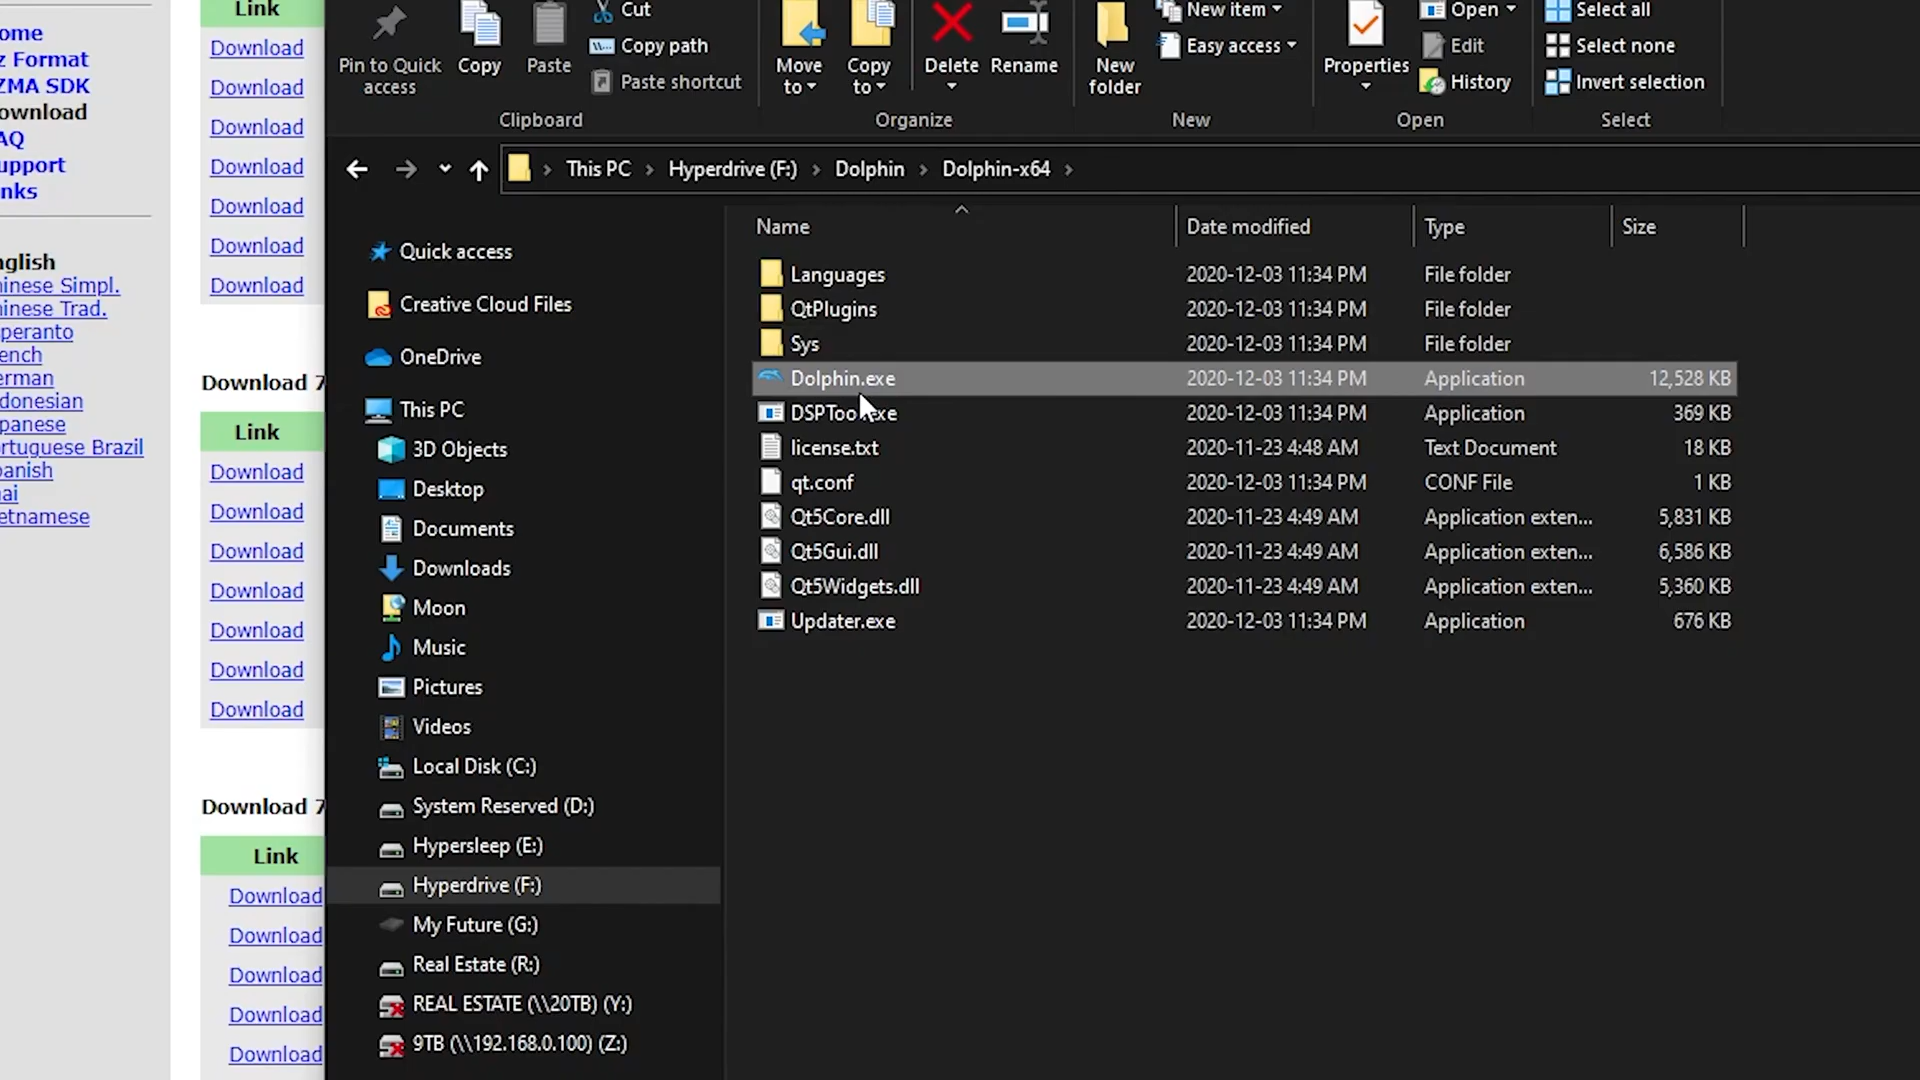 Link
ome
z Format
ZMA SDK
ownload
AQ
upport
nks
nglish
hinese Simpl.
hinese Trad.
speranto
ench
erman
donesian
panese
ortuguese Brazil
panish
ai
etnamese
Download
Download
Download
Download
Download
Download
Download
Download 7
Link
Download
Download
Download
Download
Download
Download
Download
Download 7
Link
Download
Download
Download
Download
Download
Pin to Quick access
Copy
Paste
Cut
Copy path
Paste shortcut
Clipboard
Move to
Copy to
Delete
Rename
Organize
New folder
New item
Easy access
New
Properties
Open
Edit
History
Open
Select all
Select none
Invert selection
Select
This PC > Hyperdrive (F:) > Dolphin > Dolphin-x64 >
Quick access
Creative Cloud Files
OneDrive
This PC
3D Objects
Desktop
Documents
Downloads
Moon
Music
Pictures
Videos
Local Disk (C:)
System Reserved (D:)
Hypersleep (E:)
Hyperdrive (F:)
My Future (G:)
Real Estate (R:)
REAL ESTATE (\\20TB) (Y:)
9TB (\\192.168.0.100) (Z:)
Name Date modified Type Size
Languages 2020-12-03 11:34 PM File folder
QtPlugins 2020-12-03 11:34 PM File folder
Sys 2020-12-03 11:34 PM File folder
Dolphin.exe 2020-12-03 11:34 PM Application 12,528 KB
DSPTool.exe 2020-12-03 11:34 PM Application 369 KB
license.txt 2020-11-23 4:48 AM Text Document 18 KB
qt.conf 2020-12-03 11:34 PM CONF File 1 KB
Qt5Core.dll 2020-11-23 4:49 AM Application exten... 5,831 KB
Qt5Gui.dll 2020-11-23 4:49 AM Application exten... 6,586 KB
Qt5Widgets.dll 2020-11-23 4:49 AM Application exten... 5,360 KB
Updater.exe 2020-12-03 11:34 PM Application 676 KB